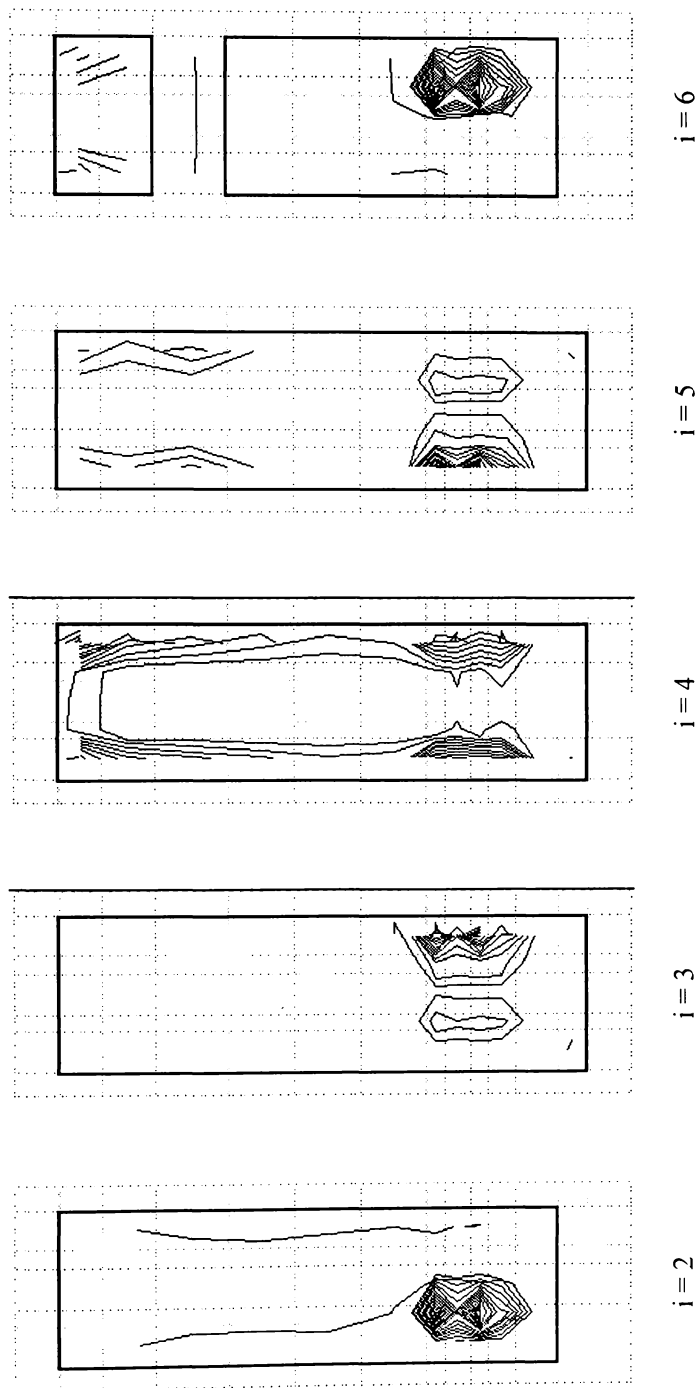 i = 6
i = 5
i = 4
i = 3
i = 2